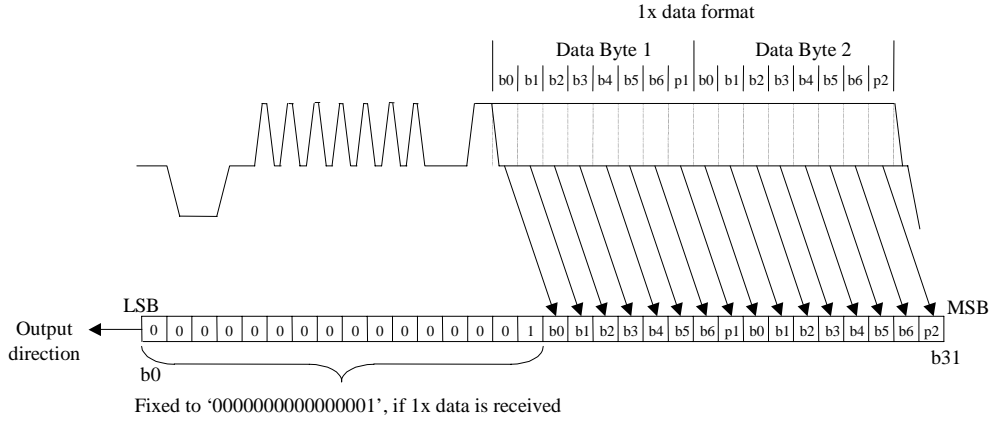 1x data format
Data Byte 1 Data Byte 2
b0 b1 b2 b3 b4 b5 b6 p1 b0 b1 b2 b3 b4 b5 b6 p2
LSB MSB
Output direction
0 0 0 0 0 0 0 0 0 0 0 0 0 0 0 1 b0 b1 b2 b3 b4 b5 b6 p1 b0 b1 b2 b3 b4 b5 b6 p2
b0 b31
Fixed to ‘0000000000000001’, if 1x data is received